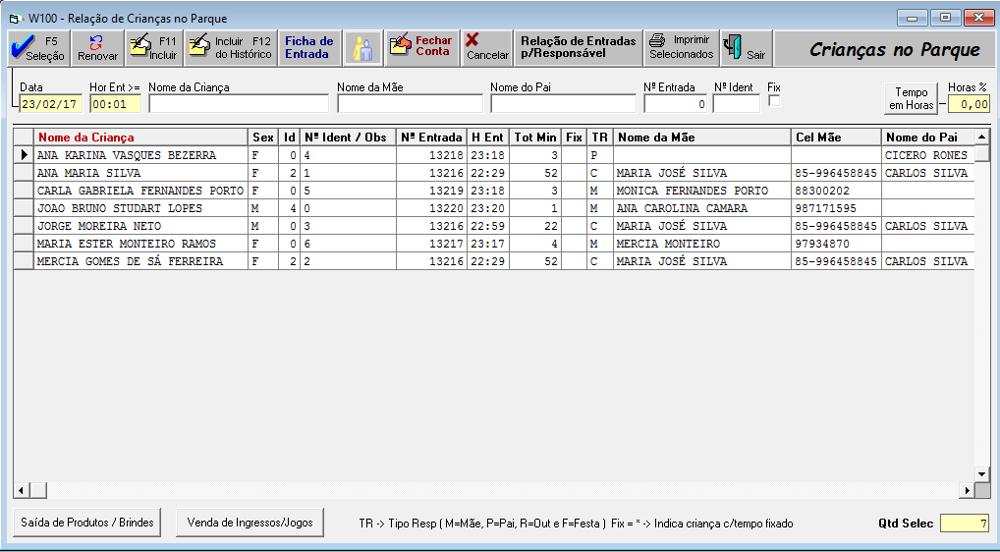 W100 - Relação de Crianças no Parque
F5 Seleção Renovar F11 Incluir Incluir F12 do Histórico Ficha de Entrada Fechar Conta Cancelar Relação de Entradas p/Responsável Imprimir Selecionados Sair Crianças no Parque
Data Hor Ent >= Nome da Criança Nome da Mãe Nome do Pai Nº Entrada Nº Ident Fix Tempo em Horas Horas %
23/02/17 00:01 0 0,00
Nome da Criança Sex Id Nº Ident / Obs Nº Entrada H Ent Tot Min Fix TR Nome da Mãe Cel Mãe Nome do Pai
ANA KARINA VASQUES BEZERRA F 0 4 13218 23:18 3 P CICERO RONES
ANA MARIA SILVA F 2 1 13216 22:29 52 C MARIA JOSÉ SILVA 85-996458845 CARLOS SILVA
CARLA GABRIELA FERNANDES PORTO F 0 5 13219 23:18 3 M MONICA FERNANDES PORTO 88300202
JOAO BRUNO STUDART LOPES M 4 0 13220 23:20 1 M ANA CAROLINA CAMARA 987171595
JORGE MOREIRA NETO M 0 3 13216 22:59 22 C MARIA JOSÉ SILVA 85-996458845 CARLOS SILVA
MARIA ESTER MONTEIRO RAMOS F 0 6 13217 23:17 4 M MERCIA MONTEIRO 97934870
MERCIA GOMES DE SÁ FERREIRA F 2 2 13216 22:29 52 C MARIA JOSÉ SILVA 85-996458845 CARLOS SILVA
Saída de Produtos / Brindes Venda de Ingressos/Jogos TR -> Tipo Resp ( M=Mãe, P=Pai, R=Out e F=Festa ) Fix = * -> Indica criança c/tempo fixado Qtd Selec 7